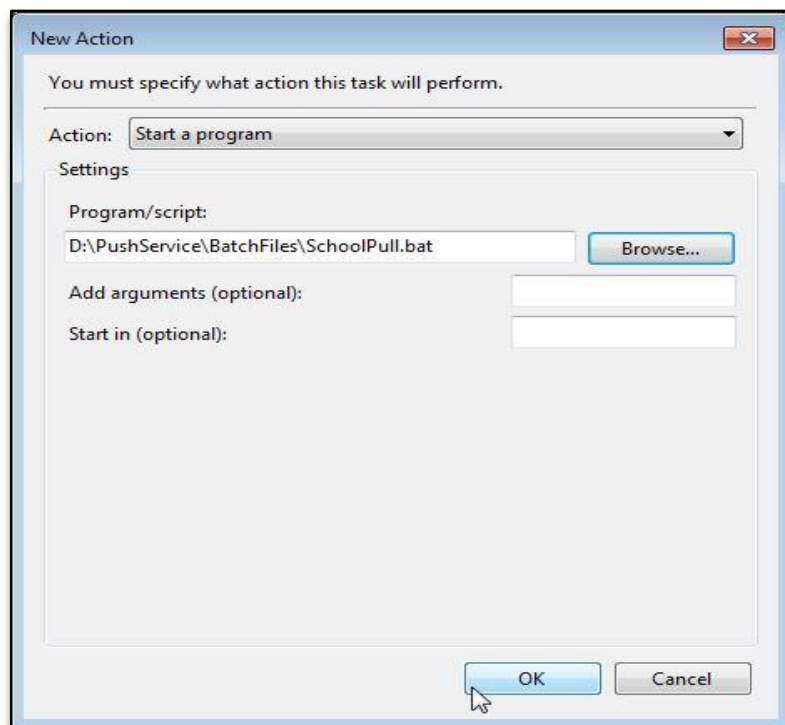 New Action
You must specify what action this task will perform.
Action: Start a program
Settings
Program/script:
D:\PushService\BatchFiles\SchoolPull.bat Browse...
Add arguments (optional):
Start in (optional):
OK Cancel